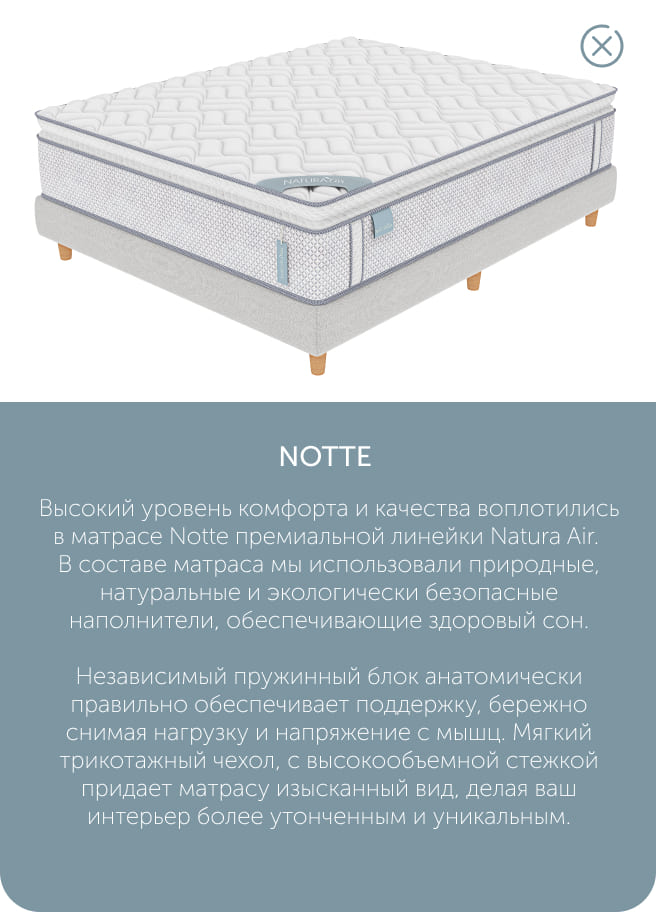 NATURA AIR
NOTTE
Высокий уровень комфорта и качества воплотились
в матрасе Notte премиальной линейки Natura Air.
В составе матраса мы использовали природные,
натуральные и экологически безопасные
наполнители, обеспечивающие здоровый сон.
Независимый пружинный блок анатомически
правильно обеспечивает поддержку, бережно
снимая нагрузку и напряжение с мышц. Мягкий
трикотажный чехол, с высокообъемной стежкой
придает матрасу изысканный вид, делая ваш
интерьер более утонченным и уникальным.